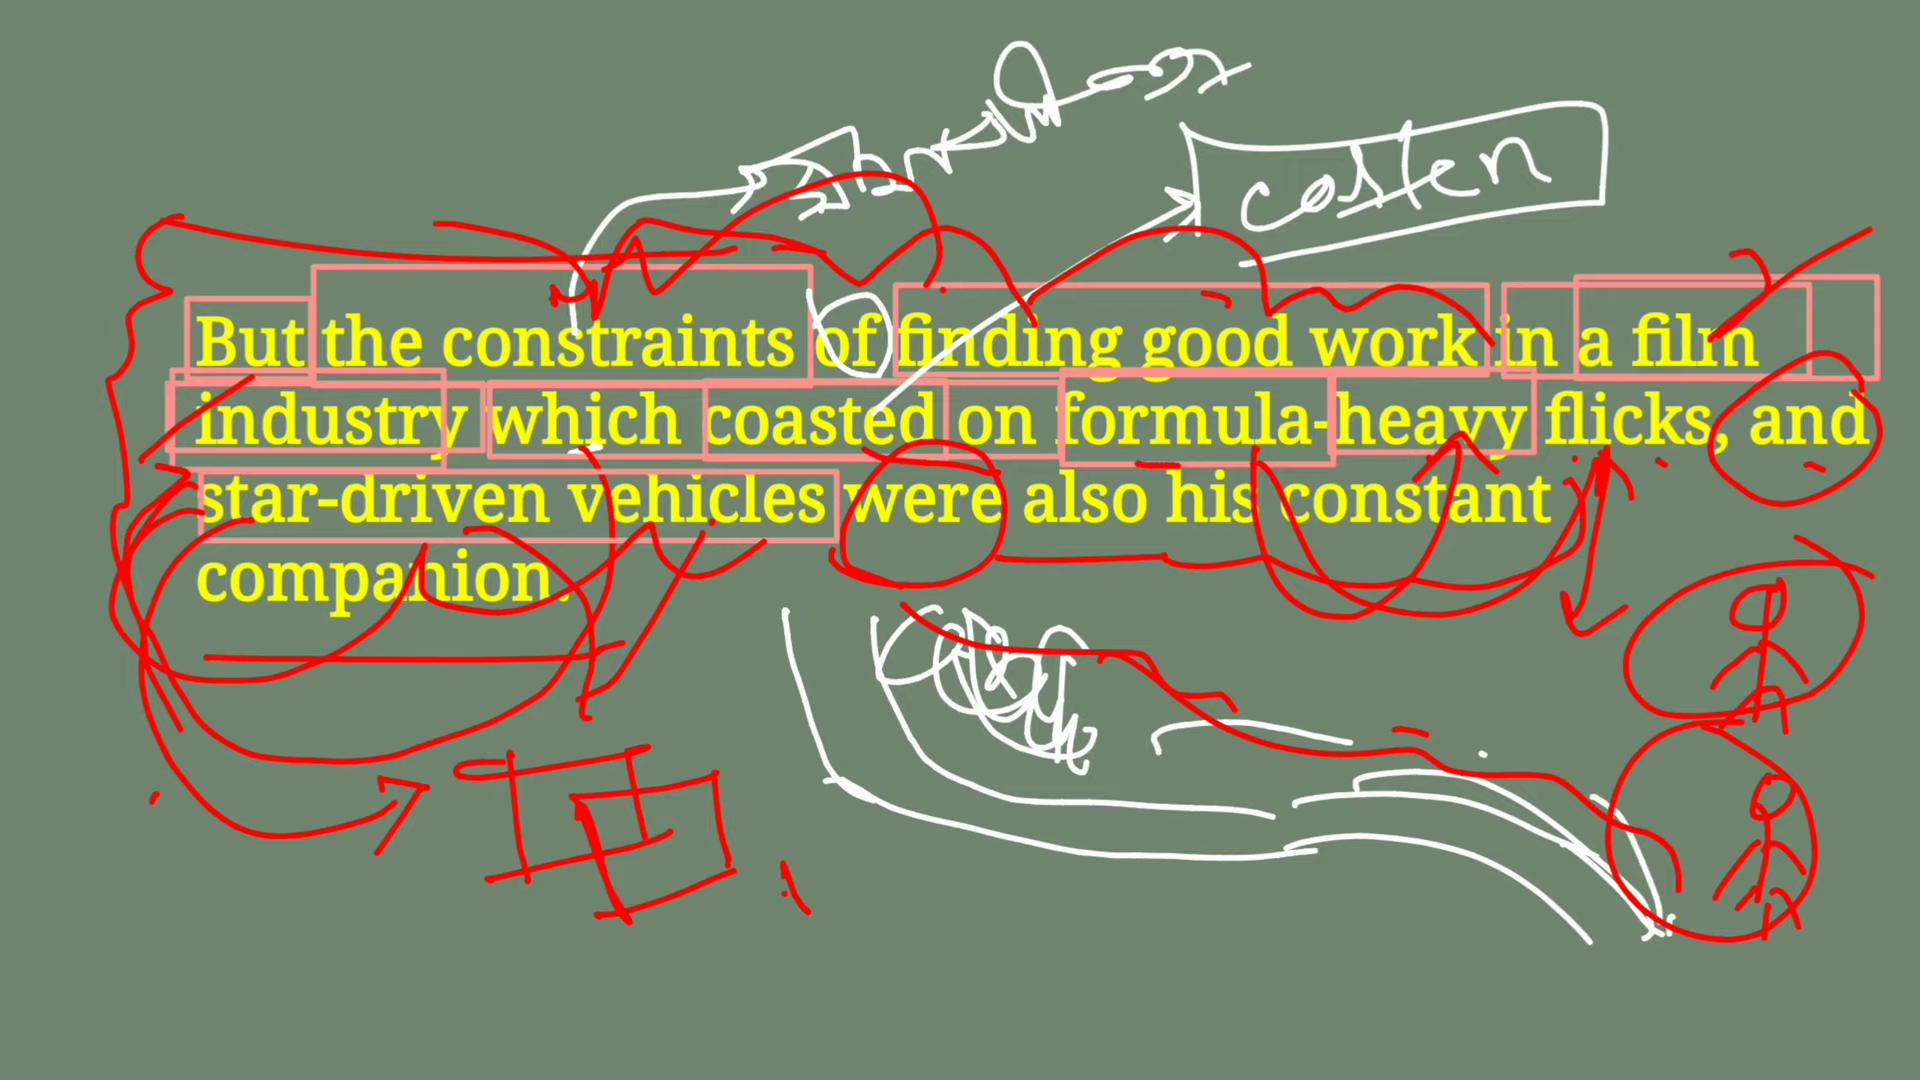 costen
But the constraints of finding good work in a film
industry which coasted on formula-heavy flicks, and
star-driven vehicles were also his constant
companion.